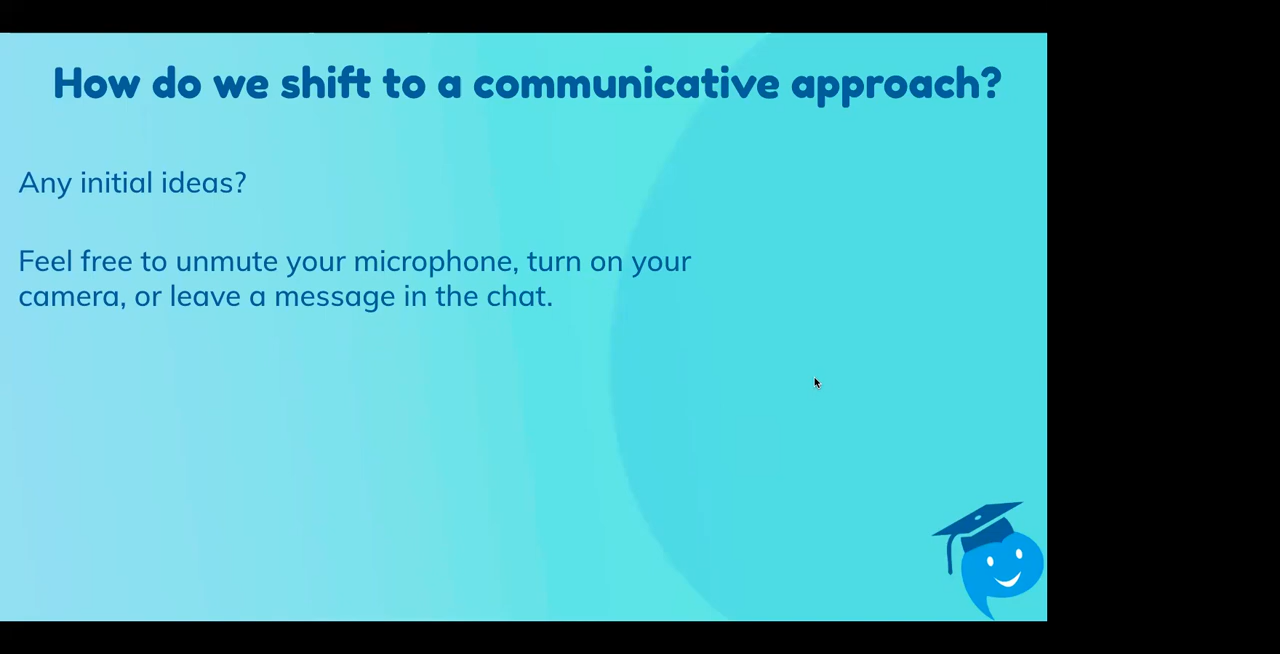 How do we shift to a communicative approach?
Any initial ideas?
Feel free to unmute your microphone, turn on your
camera, or leave a message in the chat.